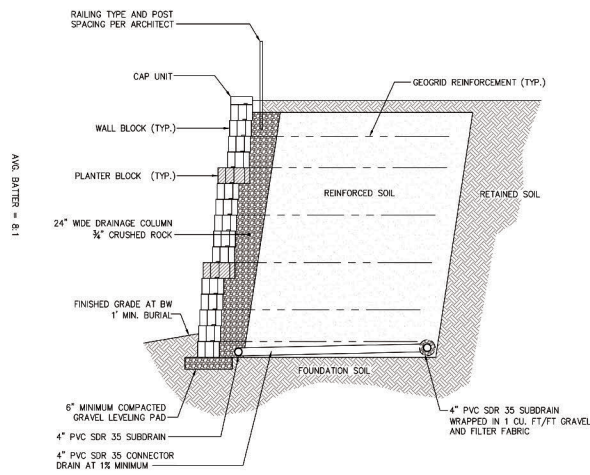 RAILING TYPE AND POST
SPACING PER ARCHITECT
CAP UNIT
GEOGRID REINFORCEMENT (TYP.)
WALL BLOCK (TYP.)
PLANTER BLOCK (TYP.)
REINFORCED SOIL
RETAINED SOIL
AVG. BATTER = 8:1
24" WIDE DRAINAGE COLUMN
¾" CRUSHED ROCK
FINISHED GRADE AT BW
1' MIN. BURIAL
FOUNDATION SOIL
6" MINIMUM COMPACTED
GRAVEL LEVELING PAD
4" PVC SDR 35 SUBDRAIN
4" PVC SDR 35 CONNECTOR
DRAIN AT 1% MINIMUM
4" PVC SDR 35 SUBDRAIN
WRAPPED IN 1 CU. FT/FT GRAVEL
AND FILTER FABRIC